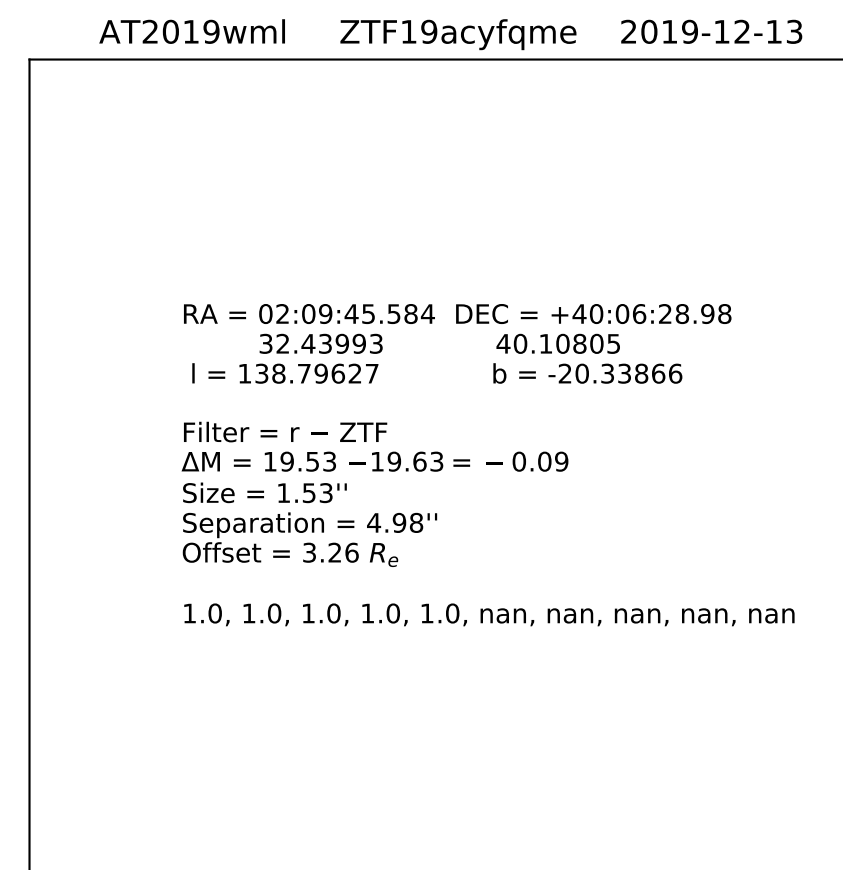 AT2019wml ZTF19acyfqme 2019-12-13
RA = 02:09:45.584 DEC = +40:06:28.98
32.43993 40.10805
l = 138.79627 b = -20.33866
Filter = r − ZTF
ΔM = 19.53 −19.63 = − 0.09
Size = 1.53''
Separation = 4.98''
Offset = 3.26 Rₑ
1.0, 1.0, 1.0, 1.0, 1.0, nan, nan, nan, nan, nan